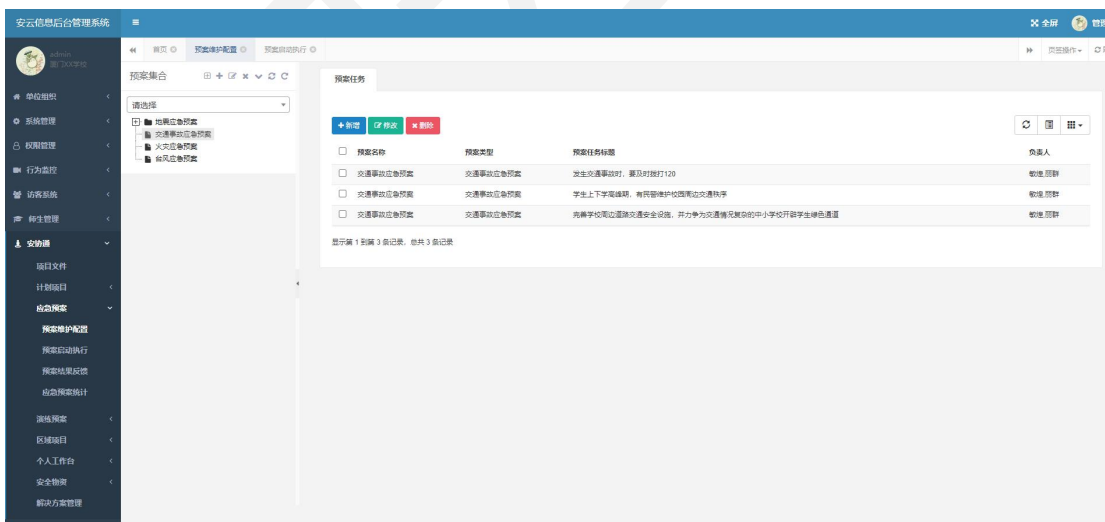 安云信息后台管理系统
全屏
admin
首页
预案维护配置
预案启动执行
页签操作
预案集合
预案任务
请选择
地震应急预案
交通事故应急预案
火灾应急预案
台风应急预案
新增 修改 删除
预案名称 预案类型 预案任务标题 负责人
交通事故应急预案 交通事故应急预案 发生交通事故时，要及时拨打120 敏煌,丽群
交通事故应急预案 交通事故应急预案 学生上下学高峰期，有民管维护校园周边交通秩序 敏煌,丽群
交通事故应急预案 交通事故应急预案 完善学校周边道路交通安全设施，并力争为交通情况复杂的中小学校开辟学生绿色通道 敏煌,丽群
显示第 1 到第 3 条记录，总共 3 条记录
单位组织
系统管理
权限管理
行为监控
访客系统
师生管理
安协通
项目文件
计划项目
应急预案
预案维护配置
预案启动执行
预案结果反馈
应急预案统计
演练预案
区域项目
个人工作台
安全物资
解决方案管理